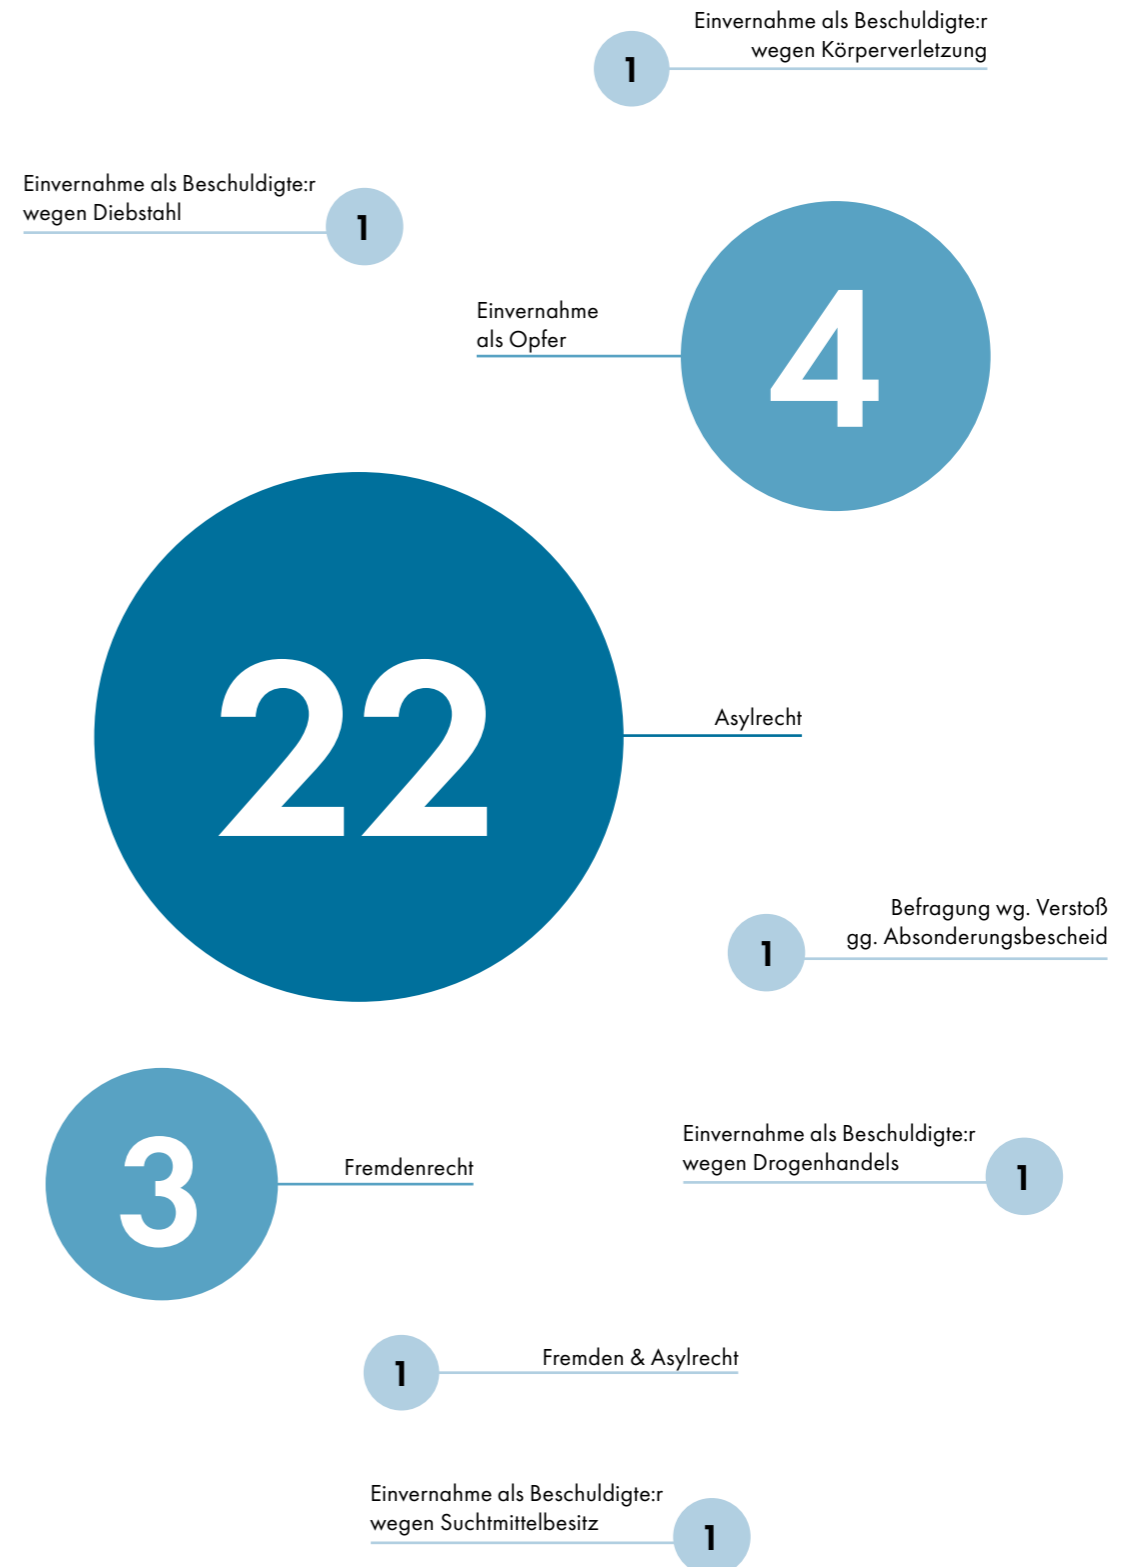 Einvernahme als Beschuldigte:r
wegen Körperverletzung
1
Einvernahme als Beschuldigte:r
wegen Diebstahl
1
Einvernahme
als Opfer
4
22
Asylrecht
Befragung wg. Verstoß
gg. Absonderungsbescheid
1
3
Fremdenrecht
Einvernahme als Beschuldigte:r
wegen Drogenhandels
1
1
Fremden & Asylrecht
Einvernahme als Beschuldigte:r
wegen Suchtmittelbesitz
1